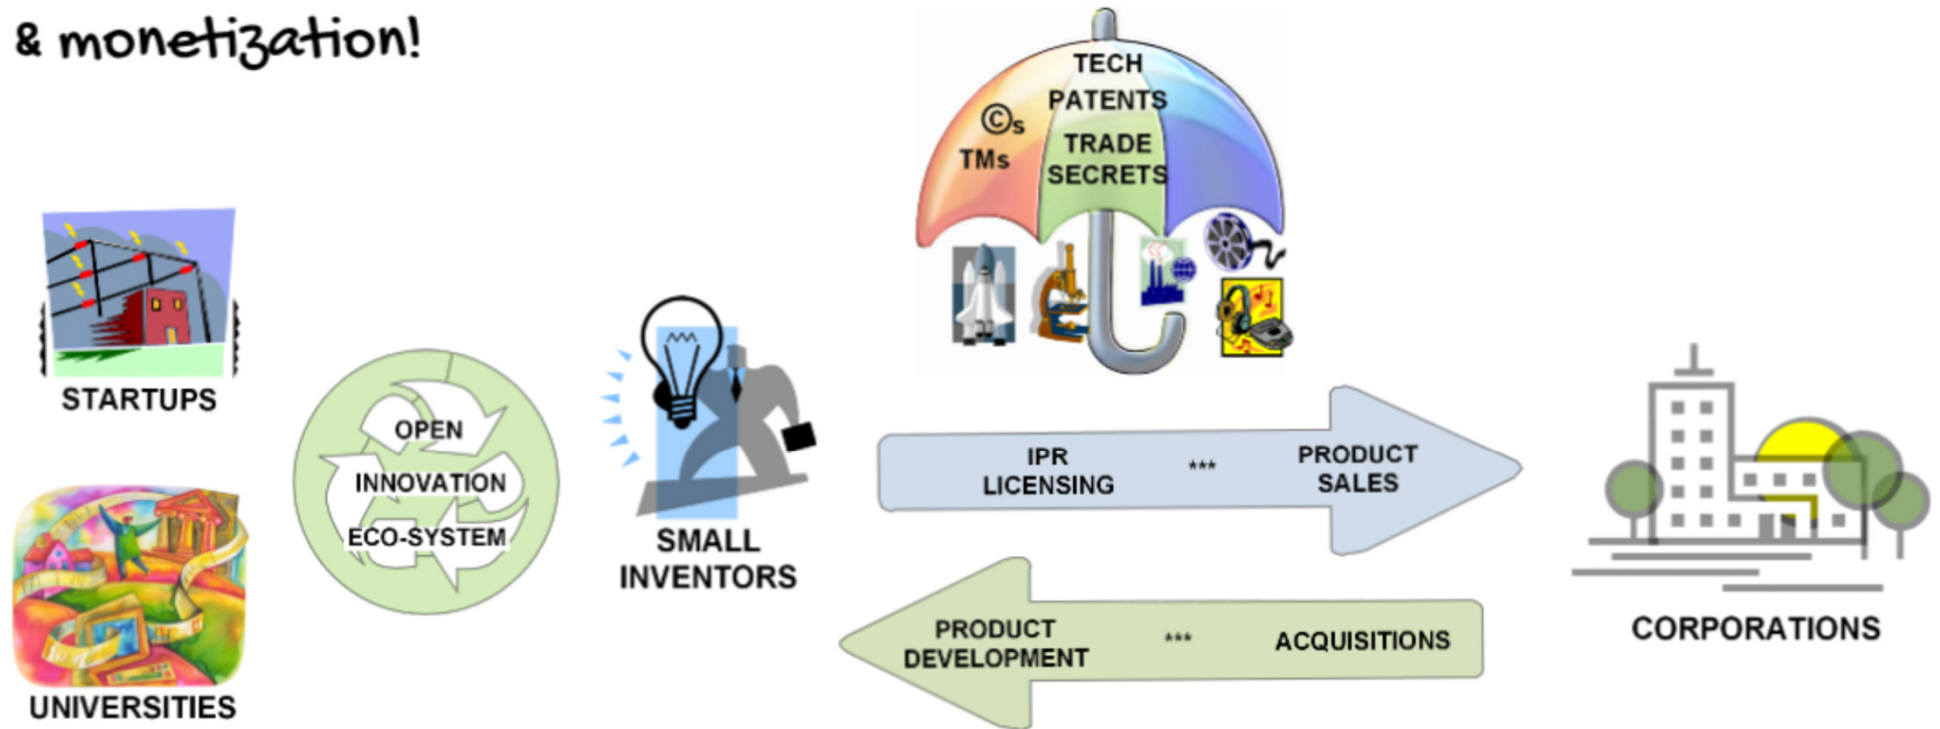 & monetization!
TECH
PATENTS
©s
TMs
TRADE
SECRETS
STARTUPS
OPEN
INNOVATION
ECO-SYSTEM
SMALL
INVENTORS
IPR
LICENSING
***
PRODUCT
SALES
UNIVERSITIES
PRODUCT
DEVELOPMENT
***
ACQUISITIONS
CORPORATIONS